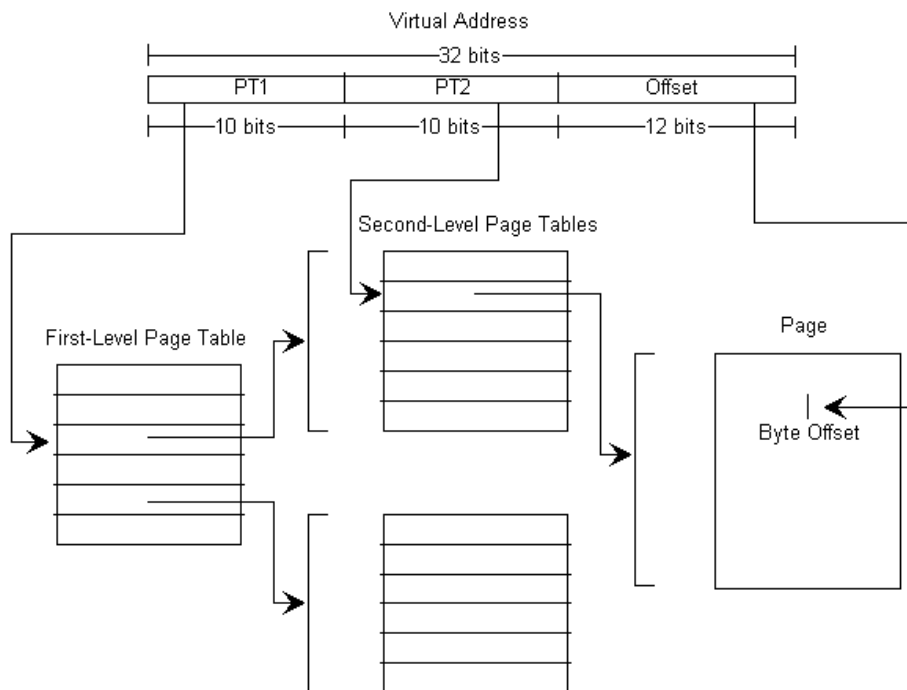 Virtual Address
32 bits
PT1 PT2 Offset
10 bits 10 bits 12 bits
Second-Level Page Tables
First-Level Page Table
Page
Byte Offset